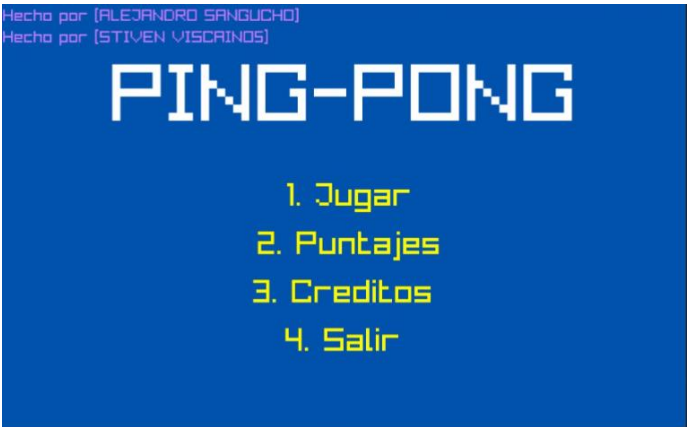 Hecho por [ALEJANDRO SANGUCHO]
Hecho por [STIVEN VISCAINOS]
PING-PONG
1. Jugar
2. Puntajes
3. Creditos
4. Salir